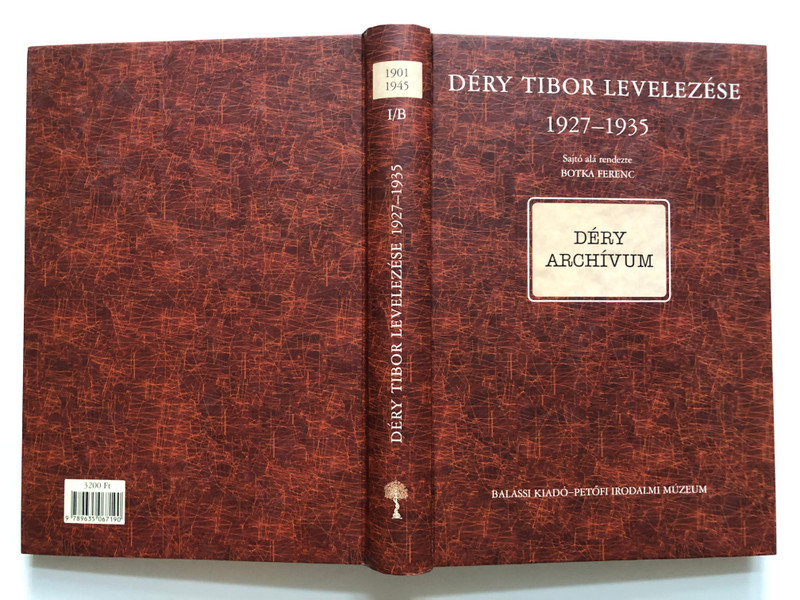 3200 Ft
9 789635 067190
1901
1945
I/B
DÉRY TIBOR LEVELEZÉSE 1927–1935
DÉRY TIBOR LEVELEZÉSE
1927–1935
Sajtó alá rendezte
BOTKA FERENC
DÉRY
ARCHÍVUM
BALASSI KIADÓ–PETŐFI IRODALMI MÚZEUM